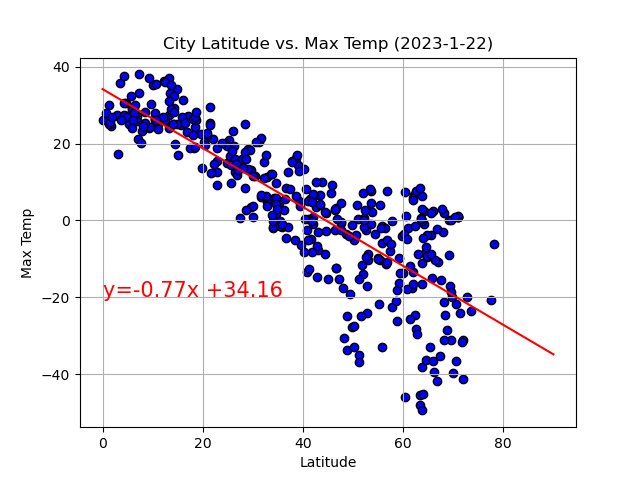 City Latitude vs. Max Temp (2023-1-22)
40
20
0
−20
−40
Max Temp
y=-0.77x +34.16
0 20 40 60 80
Latitude